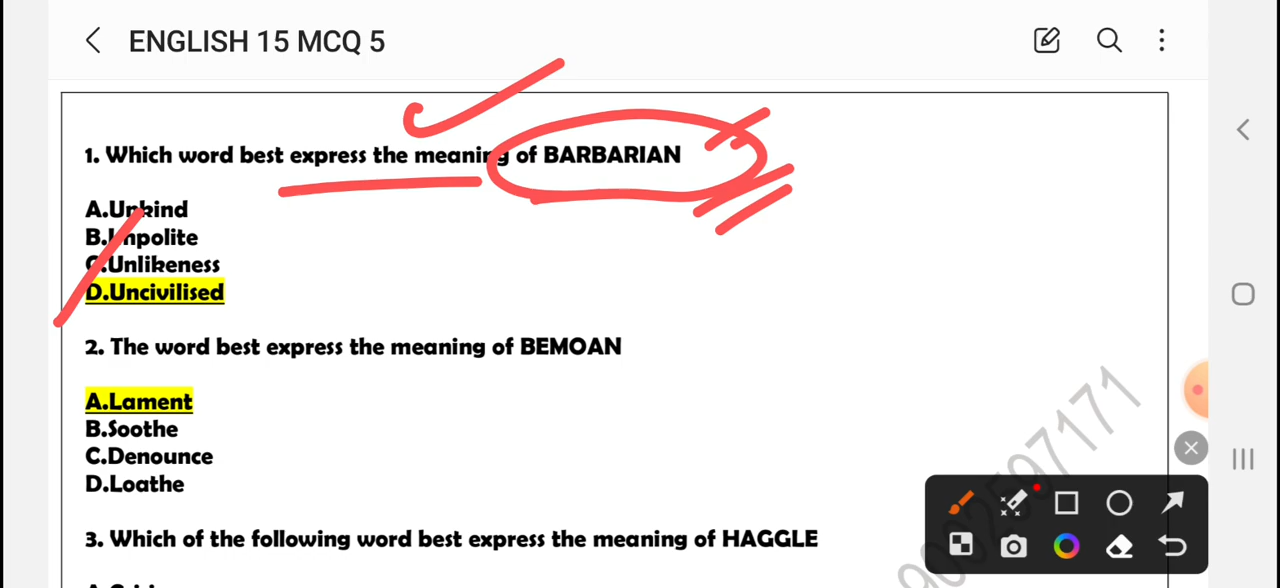 ENGLISH 15 MCQ 5
1. Which word best express the meaning of BARBARIAN
A.Unkind
B.Impolite
C.Unlikeness
D.Uncivilised
2. The word best express the meaning of BEMOAN
A.Lament
B.Soothe
C.Denounce
D.Loathe
3. Which of the following word best express the meaning of HAGGLE